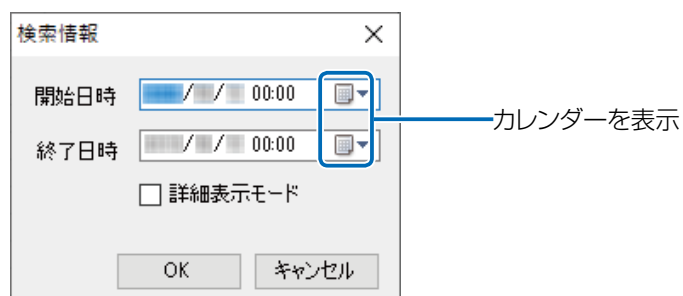 検索情報
開始日時 / / 00:00
カレンダーを表示
終了日時 / / 00:00
詳細表示モード
OK キャンセル